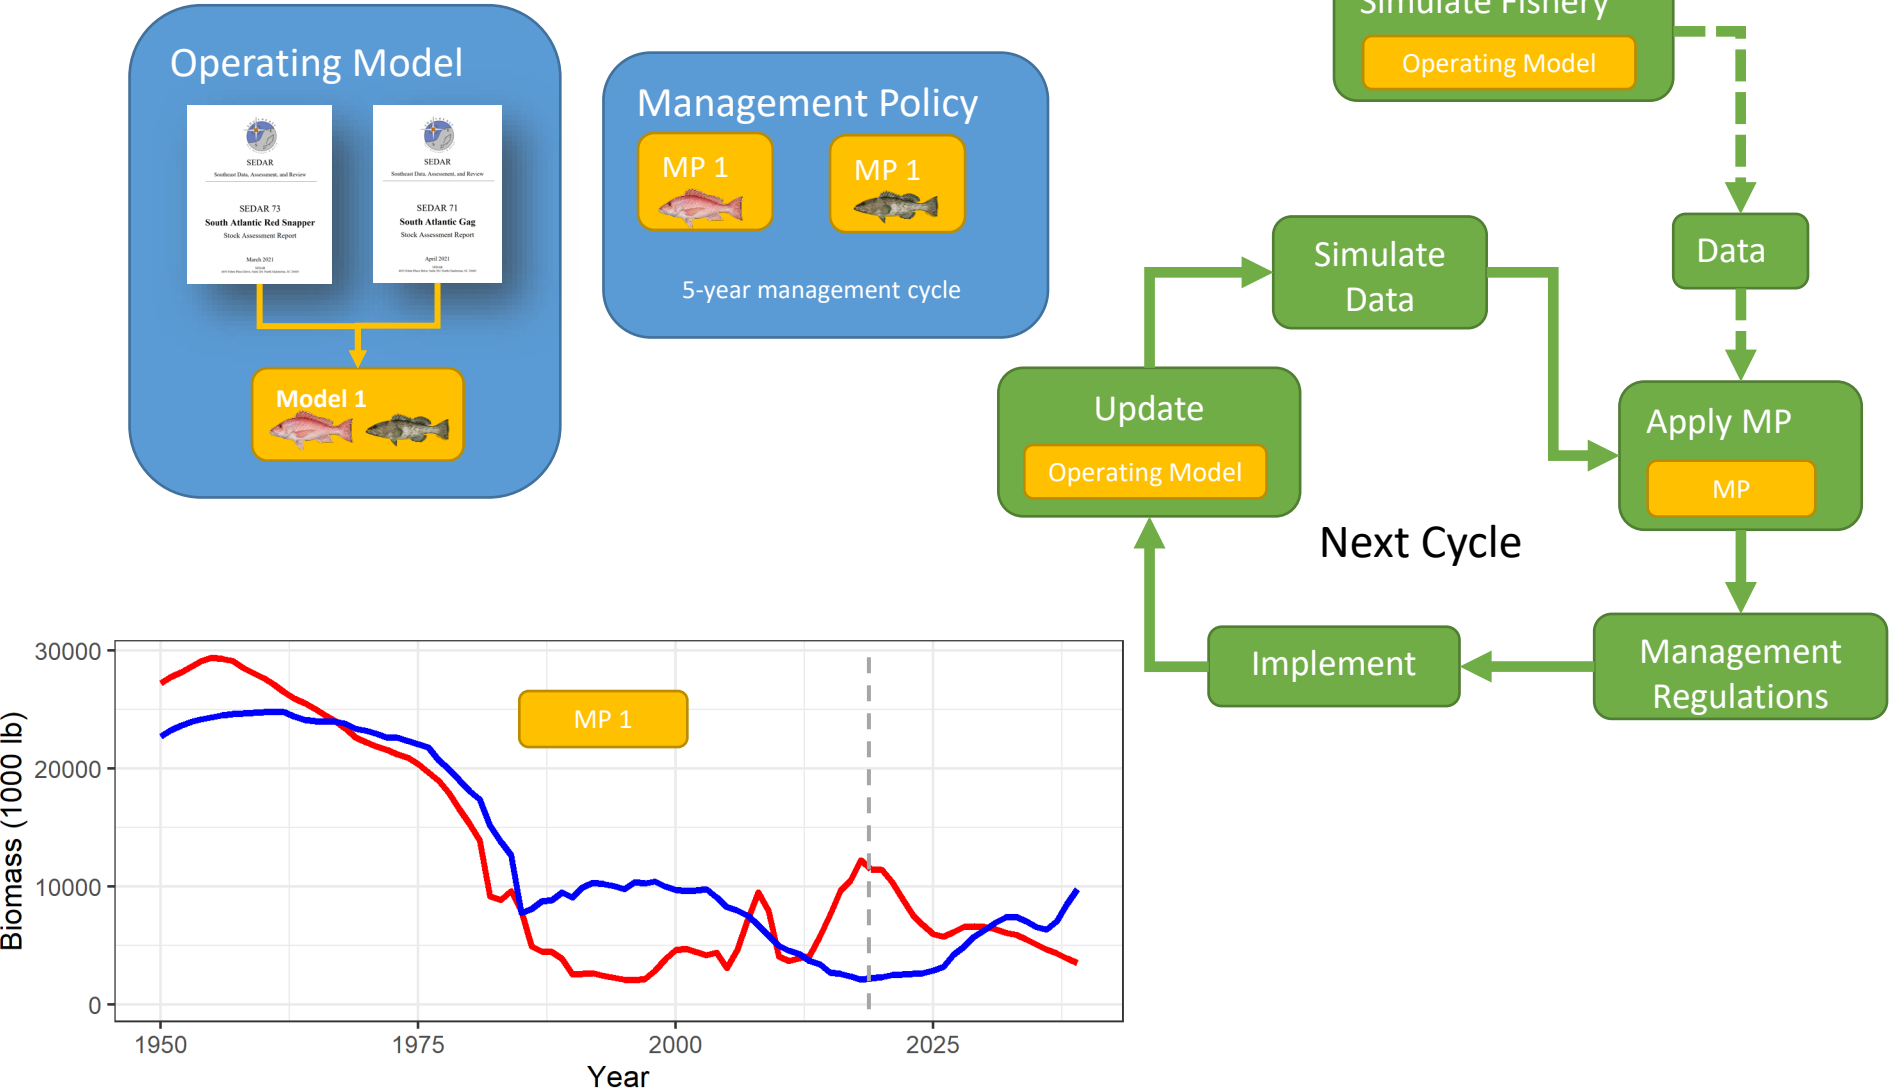 Operating Model
SEDAR
Southeast Data, Assessment, and Review
SEDAR 73
South Atlantic Red Snapper
Stock Assessment Report
March 2021
SEDAR
SEDAR
Southeast Data, Assessment, and Review
SEDAR 71
South Atlantic Gag
Stock Assessment Report
April 2021
SEDAR
Model 1
Management Policy
MP 1
MP 1
5-year management cycle
Simulate Fishery
Operating Model
Data
Simulate
Data
Update
Operating Model
Apply MP
MP
Next Cycle
Implement
Management
Regulations
MP 1
Biomass (1000 lb)
30000
20000
10000
0
1950
1975
2000
2025
Year